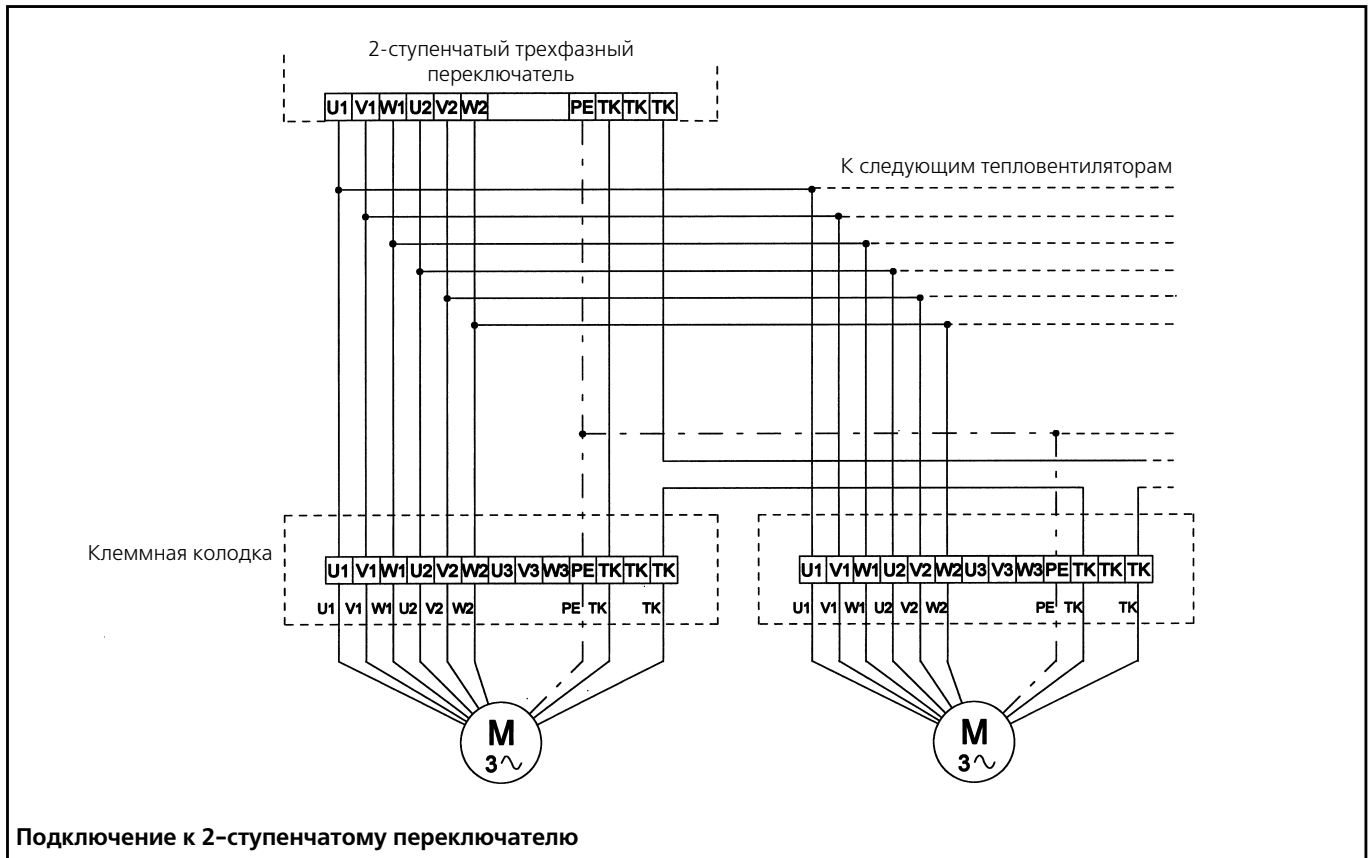 2-ступенчатый трехфазный
переключатель
U1 V1 W1 U2 V2 W2 PE TK TK TK
К следующим тепловентиляторам
Клеммная колодка
U1 V1 W1 U2 V2 W2 U3 V3 W3 PE TK TK TK
U1 V1 W1 U2 V2 W2 U3 V3 W3 PE TK TK TK
U1 V1 W1 U2 V2 W2 PE TK TK
U1 V1 W1 U2 V2 W2 PE TK TK
M
3~
M
3~
Подключение к 2-ступенчатому переключателю